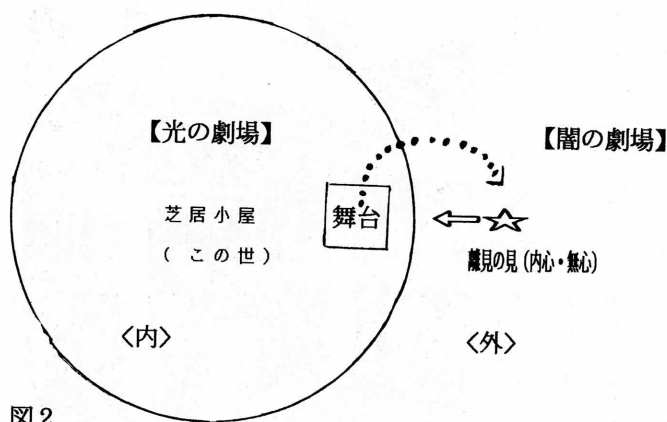 【光の劇場】
【闇の劇場】
芝居小屋
(この世)
舞台
離見の見(内心・無心)
〈内〉
〈外〉
図2